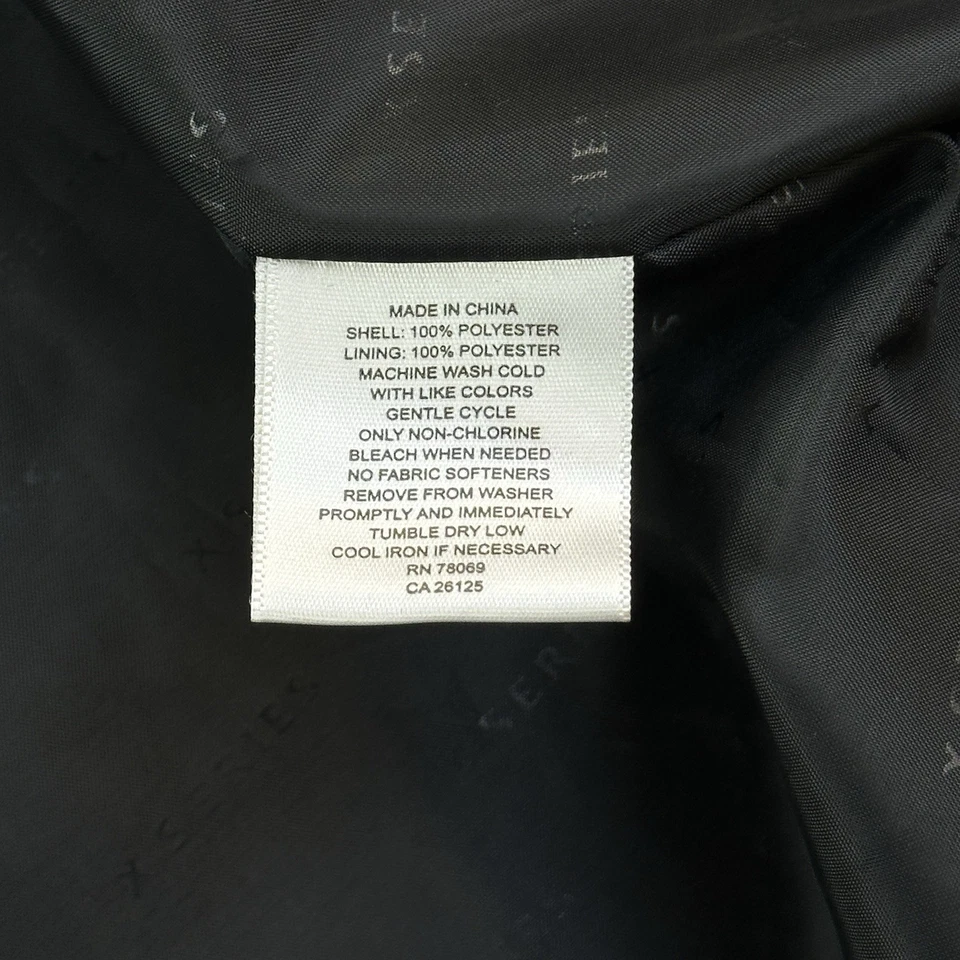 MADE IN CHINA
SHELL: 100% POLYESTER
LINING: 100% POLYESTER
MACHINE WASH COLD
WITH LIKE COLORS
GENTLE CYCLE
ONLY NON-CHLORINE
BLEACH WHEN NEEDED
NO FABRIC SOFTENERS
REMOVE FROM WASHER
PROMPTLY AND IMMEDIATELY
TUMBLE DRY LOW
COOL IRON IF NECESSARY
RN 78069
CA 26125
X SERIES
SER